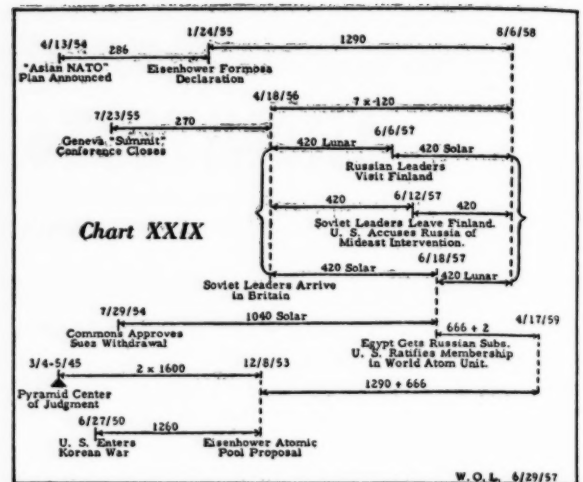 1/24/55 8/6/58
4/13/54 286 1290
"Asian NATO" Eisenhower Formosa
Plan Announced Declaration
4/18/56
7/23/55 7 x 120
270
Geneva "Summit" 420 Lunar 6/6/57 420 Solar
Conference Closes
Russian Leaders
Visit Finland
420 6/12/57 420
Chart XXIX
Soviet Leaders Leave Finland.
U. S. Accuses Russia of
Mideast Intervention.
6/18/57
420 Solar
420 Lunar
Soviet Leaders Arrive
in Britain
7/29/54 1040 Solar 4/17/59
666 + 2
Commons Approves
Suez Withdrawal
Egypt Gets Russian Subs.
U. S. Ratifies Membership
in World Atom Unit.
3/4-5/45 2 x 1600 12/8/53
1290 + 666
Pyramid Center
of Judgment
6/27/50 1260
U. S. Enters Eisenhower Atomic
Korean War Pool Proposal
W. O. L. 6/29/57